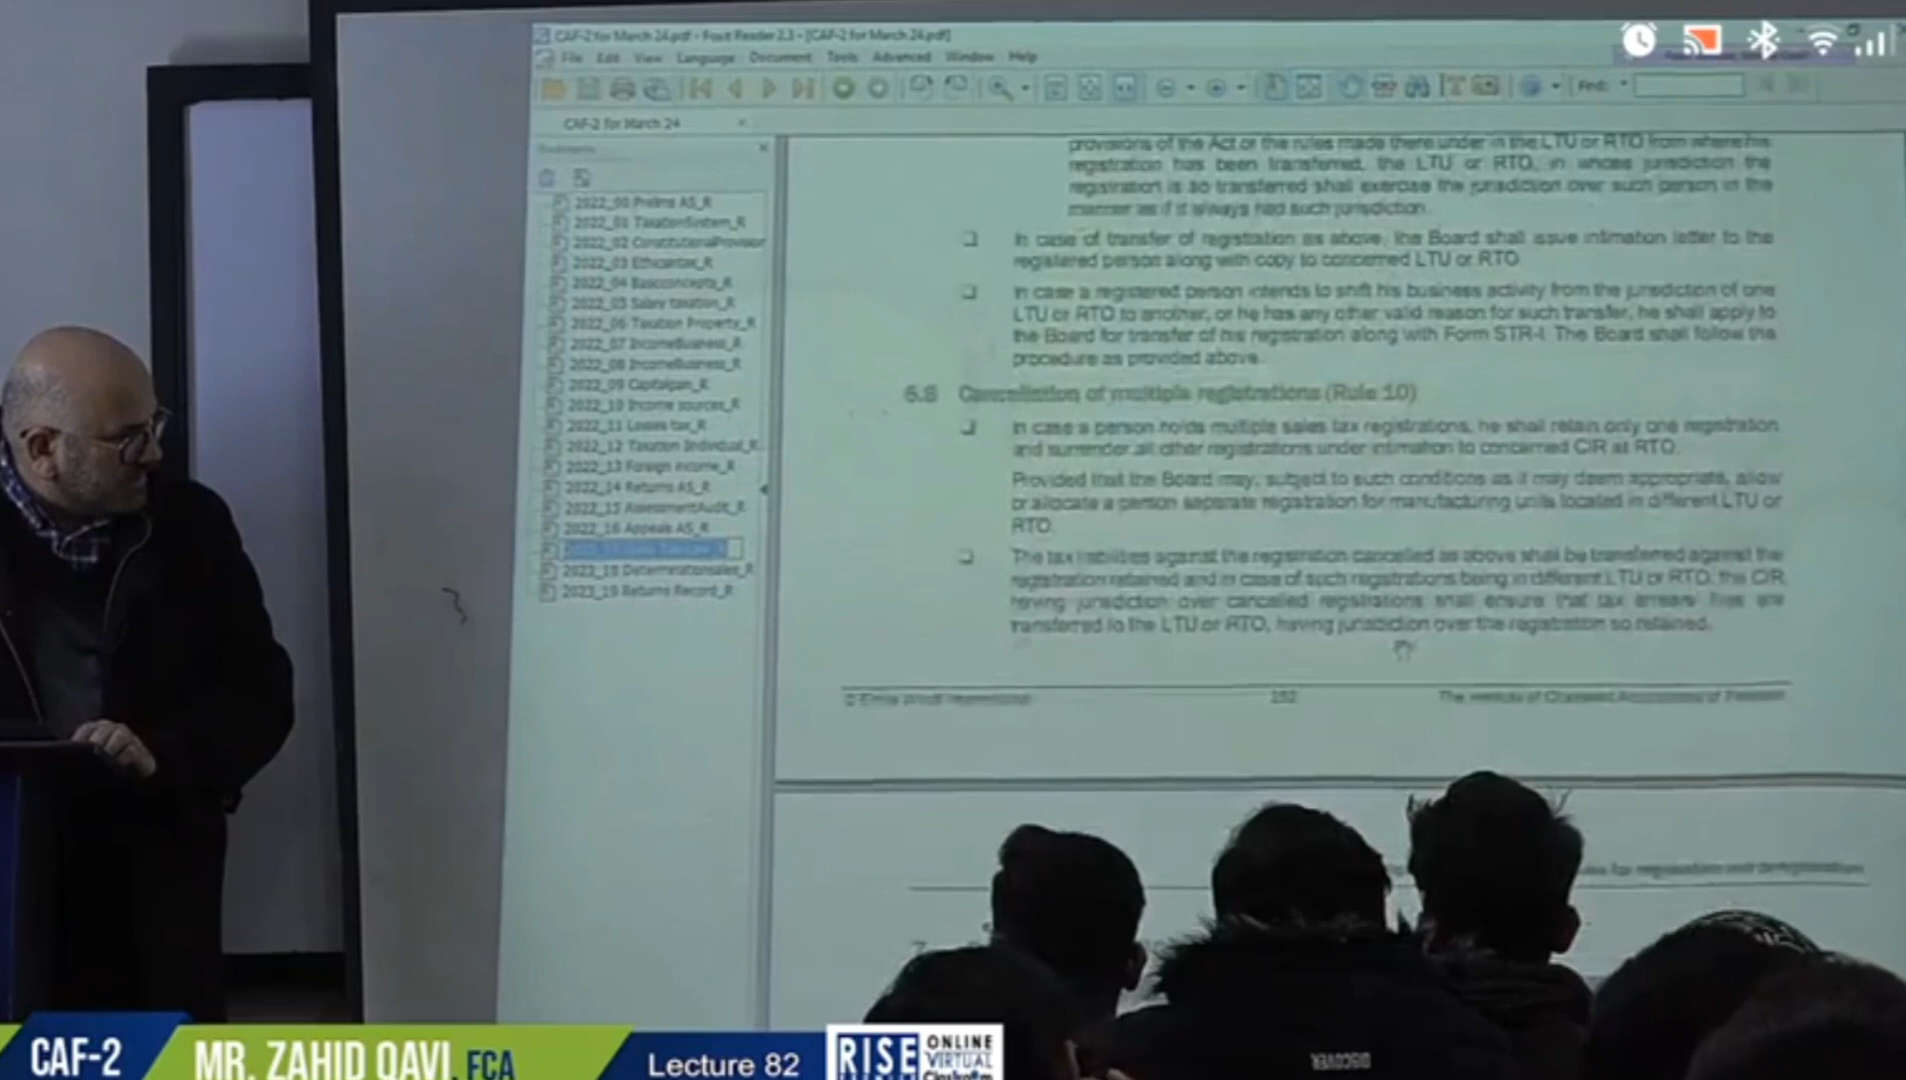 CAF-2 for March 24.pdf - Foxit Reader 2.3 - [CAF-2 for March 24.pdf]
File Edit View Language Document Tools Advanced Window Help
Find:
CAF-2 for March 24
Bookmarks
2022_00 Prelims AS_R
2022_01 TaxationSystem_R
2022_02 ConstitutionalProvision
2022_03 Ethicsntax_R
2022_04 Basicconcepts_R
2022_05 Salary taxation_R
2022_06 Taxation Property_R
2022_07 IncomeBusiness_R
2022_08 IncomeBusiness_R
2022_09 Capitalgain_R
2022_10 Income sources_R
2022_11 Losses tax_R
2022_12 Taxation Individual_R
2022_13 Foreign income_R
2022_14 Returns AS_R
2022_15 AssessmentAudit_R
2022_16 Appeals AS_R
2023_18 Determinationsales_R
2023_19 Returns Record_R
provisions of the Act or the rules made there under in the LTU or RTO from where his
registration has been transferred, the LTU or RTO, in whose jurisdiction the
registration is so transferred shall exercise the jurisdiction over such person in the
manner as if it always had such jurisdiction.
❑ In case of transfer of registration as above, the Board shall issue intimation letter to the
registered person along with copy to concerned LTU or RTO
❑ In case a registered person intends to shift his business activity from the jurisdiction of one
LTU or RTO to another, or he has any other valid reason for such transfer, he shall apply to
the Board for transfer of his registration along with Form STR-I. The Board shall follow the
procedure as provided above.
6.8 Cancellation of multiple registrations (Rule 10)
❑ In case a person holds multiple sales tax registrations, he shall retain only one registration
and surrender all other registrations under intimation to concerned CIR at RTO.
Provided that the Board may, subject to such conditions as it may deem appropriate, allow
or allocate a person separate registration for manufacturing units located in different LTU or
RTO.
❑ The tax liabilities against the registration cancelled as above shall be transferred against the
registration retained and in case of such registrations being in different LTU or RTO, the CIR
having jurisdiction over cancelled registrations shall ensure that tax arrears' files are
transferred to the LTU or RTO, having jurisdiction over the registration so retained.
The Institute of Chartered Accountants of Pakistan
for registration and deregistration
DISCOVER
CAF-2 MR. ZAHID QAVI, FCA Lecture 82 RISE ONLINE
VIRTUAL